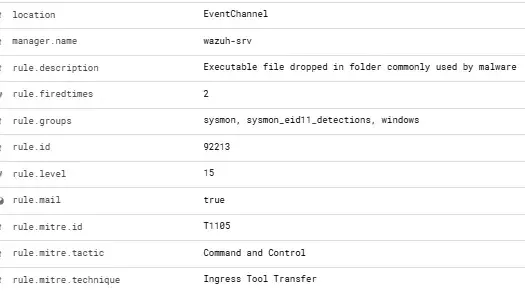 location EventChannel
manager.name wazuh-srv
rule.description Executable file dropped in folder commonly used by malware
rule.firedtimes 2
rule.groups sysmon, sysmon_eid11_detections, windows
rule.id 92213
rule.level 15
rule.mail true
rule.mitre.id T1105
rule.mitre.tactic Command and Control
rule.mitre.technique Ingress Tool Transfer